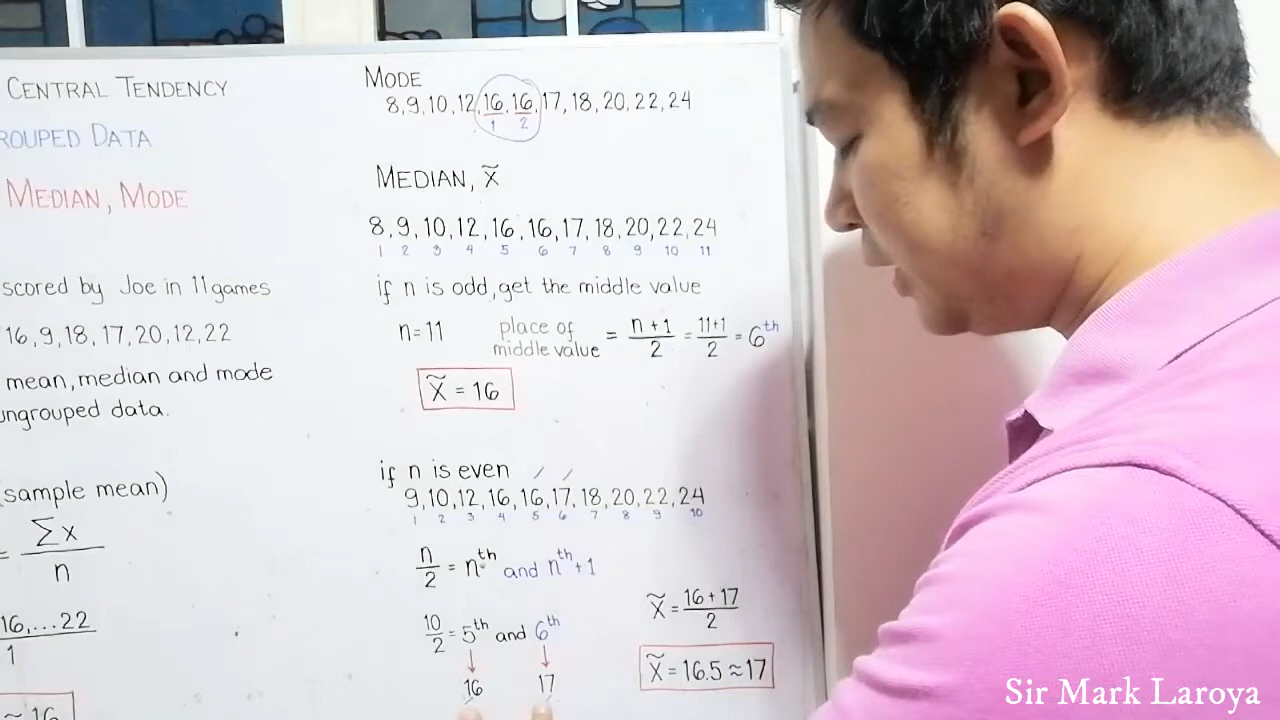 CENTRAL TENDENCY
ROUPED DATA
MEDIAN, MODE
scored by Joe in 11 games
16, 9, 18, 17, 20, 12, 22
mean, median and mode
ungrouped data.
(sample mean)
= ∑x
n
16, ... 22
1
≈ 16
MODE
8, 9, 10, 12, 16, 16, 17, 18, 20, 22, 24
1 2
MEDIAN, x̃
8, 9, 10, 12, 16, 16, 17, 18, 20, 22, 24
1 2 3 4 5 6 7 8 9 10 11
if n is odd, get the middle value
n = 11 place of middle value = n + 1 / 2 = 11+1 / 2 = 6th
x̃ = 16
if n is even
9, 10, 12, 16, 16, 17, 18, 20, 22, 24
1 2 3 4 5 6 7 8 9 10
n / 2 = nth and nth + 1
10 / 2 = 5th and 6th
16 17
x̃ = 16 + 17 / 2
x̃ = 16.5 ≈ 17
Sir Mark Laroya